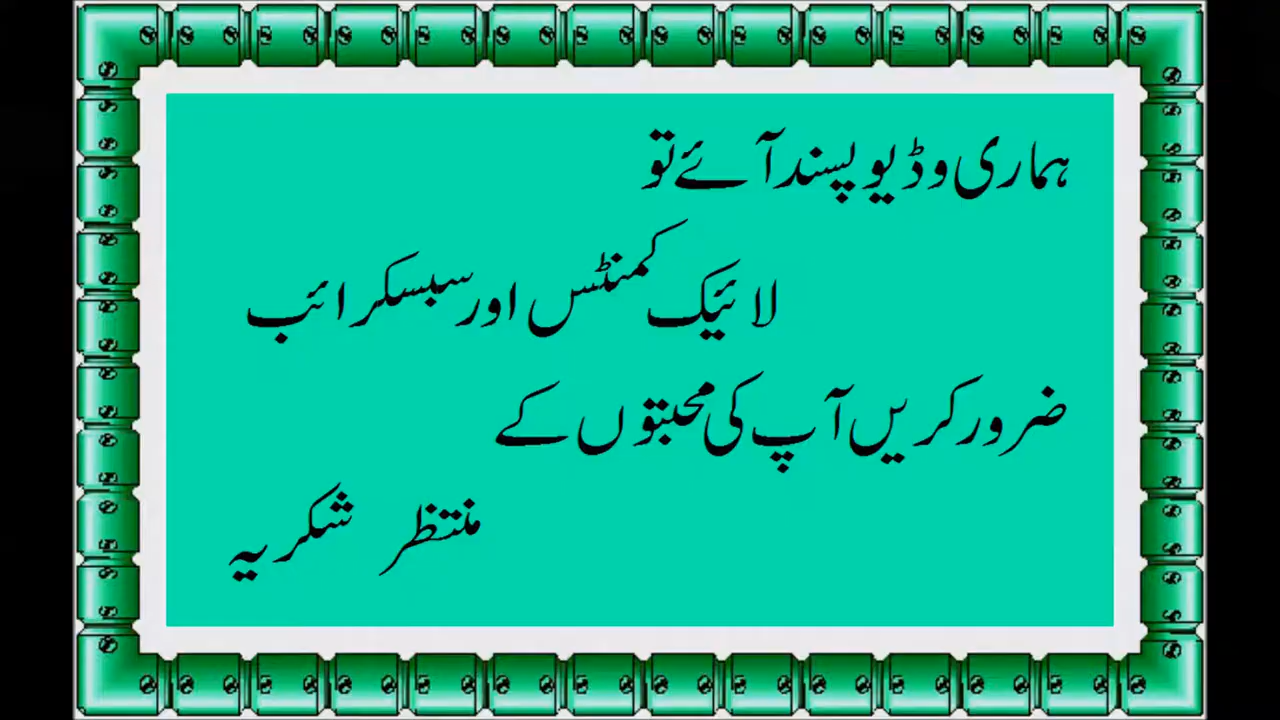 ہماری وڈیو پسند آئے تو
لائیک کمنٹس اور سبسکرائب
ضرور کریں آپ کی محبتوں کے
منتظر شکریہ